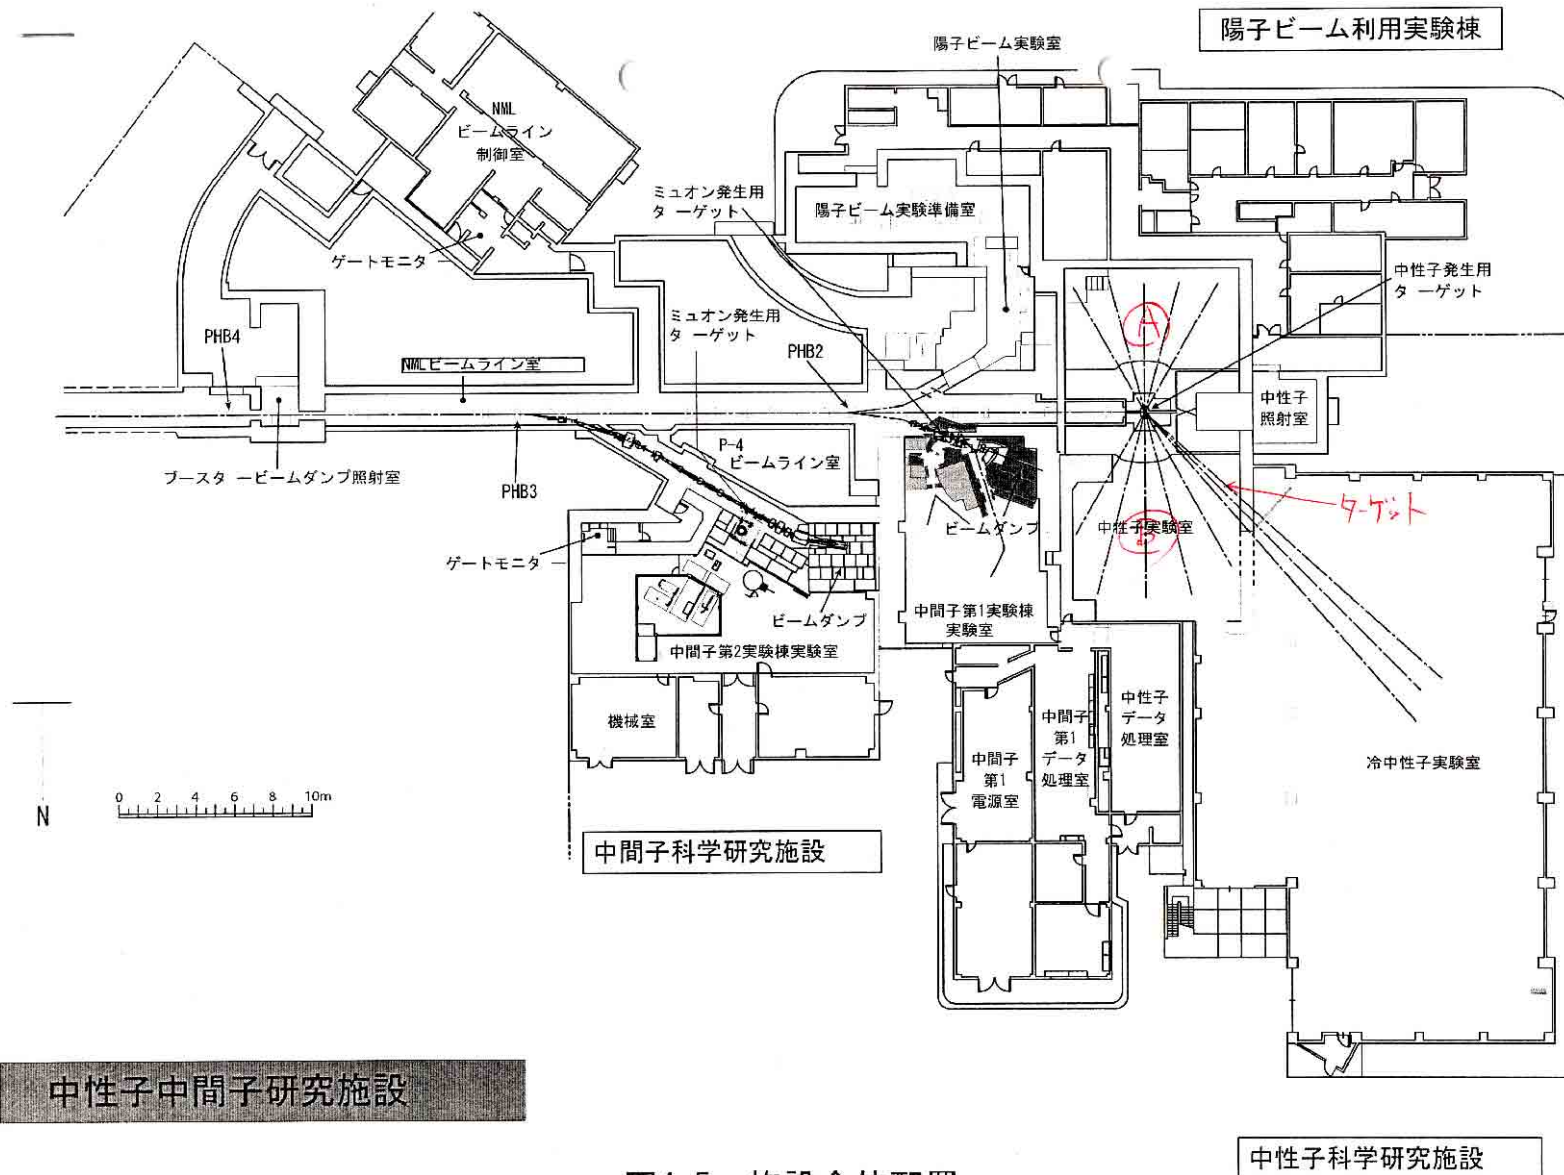 陽子ビーム利用実験棟
陽子ビーム実験室
NML
ビームライン
制御室
ミュオン発生用
ターゲット
陽子ビーム実験準備室
ゲートモニタ
中性子発生用
ターゲット
A
ミュオン発生用
ターゲット
PHB4
PHB2
NMLビームライン室
中性子
照射室
P-4
ビームライン室
ブースタービームダンプ照射室
PHB3
ターゲット
ビームダンプ
中性子実験室
B
ゲートモニタ
中間子第1実験棟
実験室
ビームダンプ
中間子第2実験棟実験室
機械室
中性子
データ
処理室
中間子
第1
データ
処理室
中間子
第1
電源室
冷中性子実験室
N
0 2 4 6 8 10m
中間子科学研究施設
中性子中間子研究施設
中性子科学研究施設